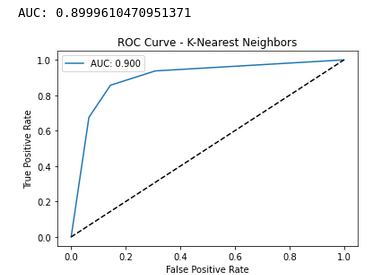 AUC: 0.8999610470951371
ROC Curve - K-Nearest Neighbors
AUC: 0.900
1.0
0.8
0.6
0.4
0.2
0.0
True Positive Rate
0.0 0.2 0.4 0.6 0.8 1.0
False Positive Rate